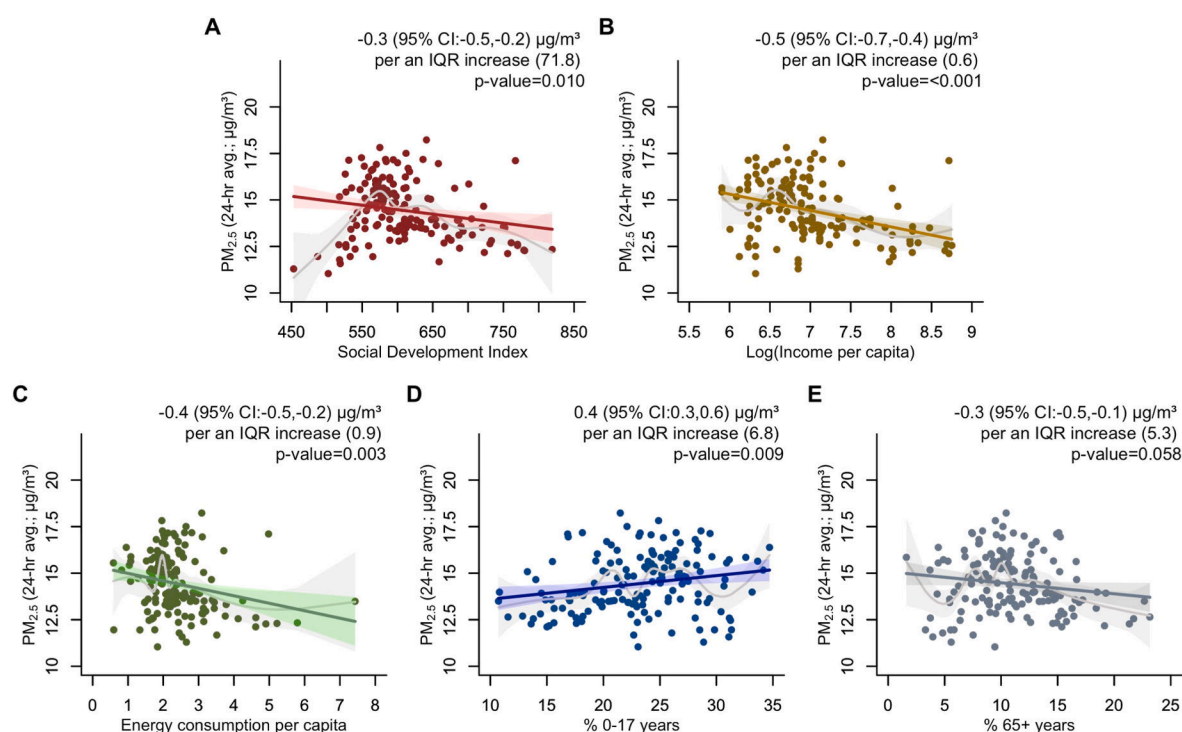 A
-0.3 (95% CI:-0.5,-0.2) µg/m³
per an IQR increase (71.8)
p-value=0.010
PM2.5 (24-hr avg.; µg/m³)
20
17.5
15
12.5
10
450 550 650 750 850
Social Development Index
B
-0.5 (95% CI:-0.7,-0.4) µg/m³
per an IQR increase (0.6)
p-value=<0.001
PM2.5 (24-hr avg.; µg/m³)
20
17.5
15
12.5
10
5.5 6 6.5 7 7.5 8 8.5 9
Log(Income per capita)
C
-0.4 (95% CI:-0.5,-0.2) µg/m³
per an IQR increase (0.9)
p-value=0.003
PM2.5 (24-hr avg.; µg/m³)
20
17.5
15
12.5
10
0 1 2 3 4 5 6 7 8
Energy consumption per capita
D
0.4 (95% CI:0.3,0.6) µg/m³
per an IQR increase (6.8)
p-value=0.009
PM2.5 (24-hr avg.; µg/m³)
20
17.5
15
12.5
10
10 15 20 25 30 35
% 0-17 years
E
-0.3 (95% CI:-0.5,-0.1) µg/m³
per an IQR increase (5.3)
p-value=0.058
PM2.5 (24-hr avg.; µg/m³)
20
17.5
15
12.5
10
0 5 10 15 20 25
% 65+ years